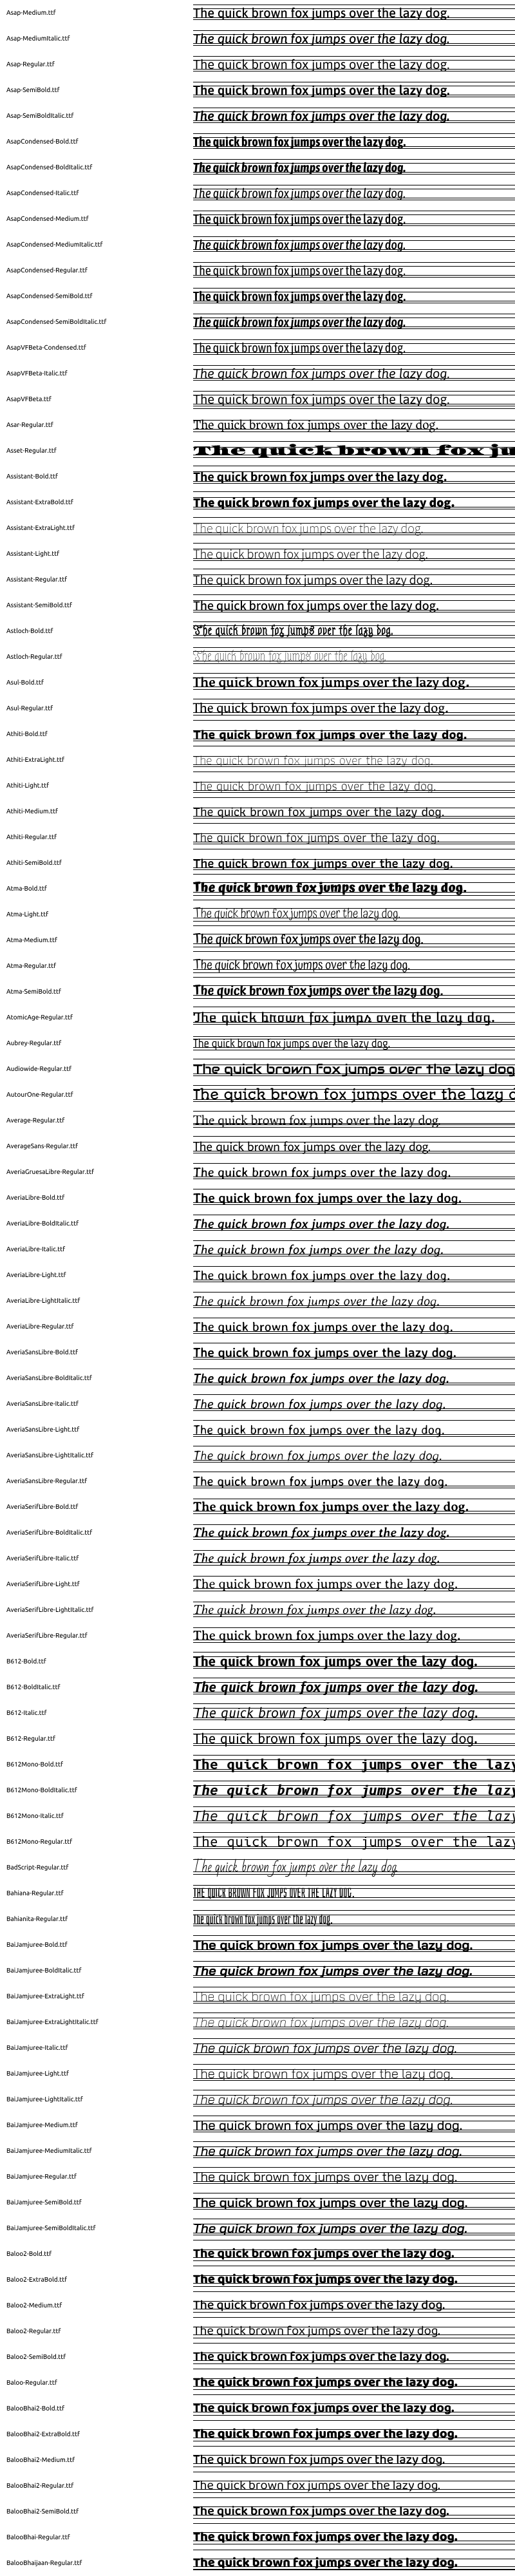 Asap-Medium.ttf The quick brown fox jumps over the lazy dog.
Asap-MediumItalic.ttf The quick brown fox jumps over the lazy dog.
Asap-Regular.ttf The quick brown fox jumps over the lazy dog.
Asap-SemiBold.ttf The quick brown fox jumps over the lazy dog.
Asap-SemiBoldItalic.ttf The quick brown fox jumps over the lazy dog.
AsapCondensed-Bold.ttf The quick brown fox jumps over the lazy dog.
AsapCondensed-BoldItalic.ttf The quick brown fox jumps over the lazy dog.
AsapCondensed-Italic.ttf The quick brown fox jumps over the lazy dog.
AsapCondensed-Medium.ttf The quick brown fox jumps over the lazy dog.
AsapCondensed-MediumItalic.ttf The quick brown fox jumps over the lazy dog.
AsapCondensed-Regular.ttf The quick brown fox jumps over the lazy dog.
AsapCondensed-SemiBold.ttf The quick brown fox jumps over the lazy dog.
AsapCondensed-SemiBoldItalic.ttf The quick brown fox jumps over the lazy dog.
AsapVFBeta-Condensed.ttf The quick brown fox jumps over the lazy dog.
AsapVFBeta-Italic.ttf The quick brown fox jumps over the lazy dog.
AsapVFBeta.ttf The quick brown fox jumps over the lazy dog.
Asar-Regular.ttf The quick brown fox jumps over the lazy dog.
Asset-Regular.ttf The quick brown fox ju
Assistant-Bold.ttf The quick brown fox jumps over the lazy dog.
Assistant-ExtraBold.ttf The quick brown fox jumps over the lazy dog.
Assistant-ExtraLight.ttf The quick brown fox jumps over the lazy dog.
Assistant-Light.ttf The quick brown fox jumps over the lazy dog.
Assistant-Regular.ttf The quick brown fox jumps over the lazy dog.
Assistant-SemiBold.ttf The quick brown fox jumps over the lazy dog.
Astloch-Bold.ttf The quick brown fox jumps over the lazy dog.
Astloch-Regular.ttf The quick brown fox jumps over the lazy dog.
Asul-Bold.ttf The quick brown fox jumps over the lazy dog.
Asul-Regular.ttf The quick brown fox jumps over the lazy dog.
Athiti-Bold.ttf The quick brown fox jumps over the lazy dog.
Athiti-ExtraLight.ttf The quick brown fox jumps over the lazy dog.
Athiti-Light.ttf The quick brown fox jumps over the lazy dog.
Athiti-Medium.ttf The quick brown fox jumps over the lazy dog.
Athiti-Regular.ttf The quick brown fox jumps over the lazy dog.
Athiti-SemiBold.ttf The quick brown fox jumps over the lazy dog.
Atma-Bold.ttf The quick brown fox jumps over the lazy dog.
Atma-Light.ttf The quick brown fox jumps over the lazy dog.
Atma-Medium.ttf The quick brown fox jumps over the lazy dog.
Atma-Regular.ttf The quick brown fox jumps over the lazy dog.
Atma-SemiBold.ttf The quick brown fox jumps over the lazy dog.
AtomicAge-Regular.ttf The quick brown fox jumps over the lazy dog.
Aubrey-Regular.ttf The quick brown fox jumps over the lazy dog.
Audiowide-Regular.ttf The quick brown fox jumps over the lazy dog
AutourOne-Regular.ttf The quick brown fox jumps over the lazy d
Average-Regular.ttf The quick brown fox jumps over the lazy dog.
AverageSans-Regular.ttf The quick brown fox jumps over the lazy dog.
AveriaGruesaLibre-Regular.ttf The quick brown fox jumps over the lazy dog.
AveriaLibre-Bold.ttf The quick brown fox jumps over the lazy dog.
AveriaLibre-BoldItalic.ttf The quick brown fox jumps over the lazy dog.
AveriaLibre-Italic.ttf The quick brown fox jumps over the lazy dog.
AveriaLibre-Light.ttf The quick brown fox jumps over the lazy dog.
AveriaLibre-LightItalic.ttf The quick brown fox jumps over the lazy dog.
AveriaLibre-Regular.ttf The quick brown fox jumps over the lazy dog.
AveriaSansLibre-Bold.ttf The quick brown fox jumps over the lazy dog.
AveriaSansLibre-BoldItalic.ttf The quick brown fox jumps over the lazy dog.
AveriaSansLibre-Italic.ttf The quick brown fox jumps over the lazy dog.
AveriaSansLibre-Light.ttf The quick brown fox jumps over the lazy dog.
AveriaSansLibre-LightItalic.ttf The quick brown fox jumps over the lazy dog.
AveriaSansLibre-Regular.ttf The quick brown fox jumps over the lazy dog.
AveriaSerifLibre-Bold.ttf The quick brown fox jumps over the lazy dog.
AveriaSerifLibre-BoldItalic.ttf The quick brown fox jumps over the lazy dog.
AveriaSerifLibre-Italic.ttf The quick brown fox jumps over the lazy dog.
AveriaSerifLibre-Light.ttf The quick brown fox jumps over the lazy dog.
AveriaSerifLibre-LightItalic.ttf The quick brown fox jumps over the lazy dog.
AveriaSerifLibre-Regular.ttf The quick brown fox jumps over the lazy dog.
B612-Bold.ttf The quick brown fox jumps over the lazy dog.
B612-BoldItalic.ttf The quick brown fox jumps over the lazy dog.
B612-Italic.ttf The quick brown fox jumps over the lazy dog.
B612-Regular.ttf The quick brown fox jumps over the lazy dog.
B612Mono-Bold.ttf The quick brown fox jumps over the lazy
B612Mono-BoldItalic.ttf The quick brown fox jumps over the lazy
B612Mono-Italic.ttf The quick brown fox jumps over the lazy
B612Mono-Regular.ttf The quick brown fox jumps over the lazy
BadScript-Regular.ttf The quick brown fox jumps over the lazy dog.
Bahiana-Regular.ttf THE QUICK BROWN FOX JUMPS OVER THE LAZY DOG.
Bahianita-Regular.ttf The quick brown fox jumps over the lazy dog.
BaiJamjuree-Bold.ttf The quick brown fox jumps over the lazy dog.
BaiJamjuree-BoldItalic.ttf The quick brown fox jumps over the lazy dog.
BaiJamjuree-ExtraLight.ttf The quick brown fox jumps over the lazy dog.
BaiJamjuree-ExtraLightItalic.ttf The quick brown fox jumps over the lazy dog.
BaiJamjuree-Italic.ttf The quick brown fox jumps over the lazy dog.
BaiJamjuree-Light.ttf The quick brown fox jumps over the lazy dog.
BaiJamjuree-LightItalic.ttf The quick brown fox jumps over the lazy dog.
BaiJamjuree-Medium.ttf The quick brown fox jumps over the lazy dog.
BaiJamjuree-MediumItalic.ttf The quick brown fox jumps over the lazy dog.
BaiJamjuree-Regular.ttf The quick brown fox jumps over the lazy dog.
BaiJamjuree-SemiBold.ttf The quick brown fox jumps over the lazy dog.
BaiJamjuree-SemiBoldItalic.ttf The quick brown fox jumps over the lazy dog.
Baloo2-Bold.ttf The quick brown fox jumps over the lazy dog.
Baloo2-ExtraBold.ttf The quick brown fox jumps over the lazy dog.
Baloo2-Medium.ttf The quick brown fox jumps over the lazy dog.
Baloo2-Regular.ttf The quick brown fox jumps over the lazy dog.
Baloo2-SemiBold.ttf The quick brown fox jumps over the lazy dog.
Baloo-Regular.ttf The quick brown fox jumps over the lazy dog.
BalooBhai2-Bold.ttf The quick brown fox jumps over the lazy dog.
BalooBhai2-ExtraBold.ttf The quick brown fox jumps over the lazy dog.
BalooBhai2-Medium.ttf The quick brown fox jumps over the lazy dog.
BalooBhai2-Regular.ttf The quick brown fox jumps over the lazy dog.
BalooBhai2-SemiBold.ttf The quick brown fox jumps over the lazy dog.
BalooBhai-Regular.ttf The quick brown fox jumps over the lazy dog.
BalooBhaijaan-Regular.ttf The quick brown fox jumps over the lazy dog.